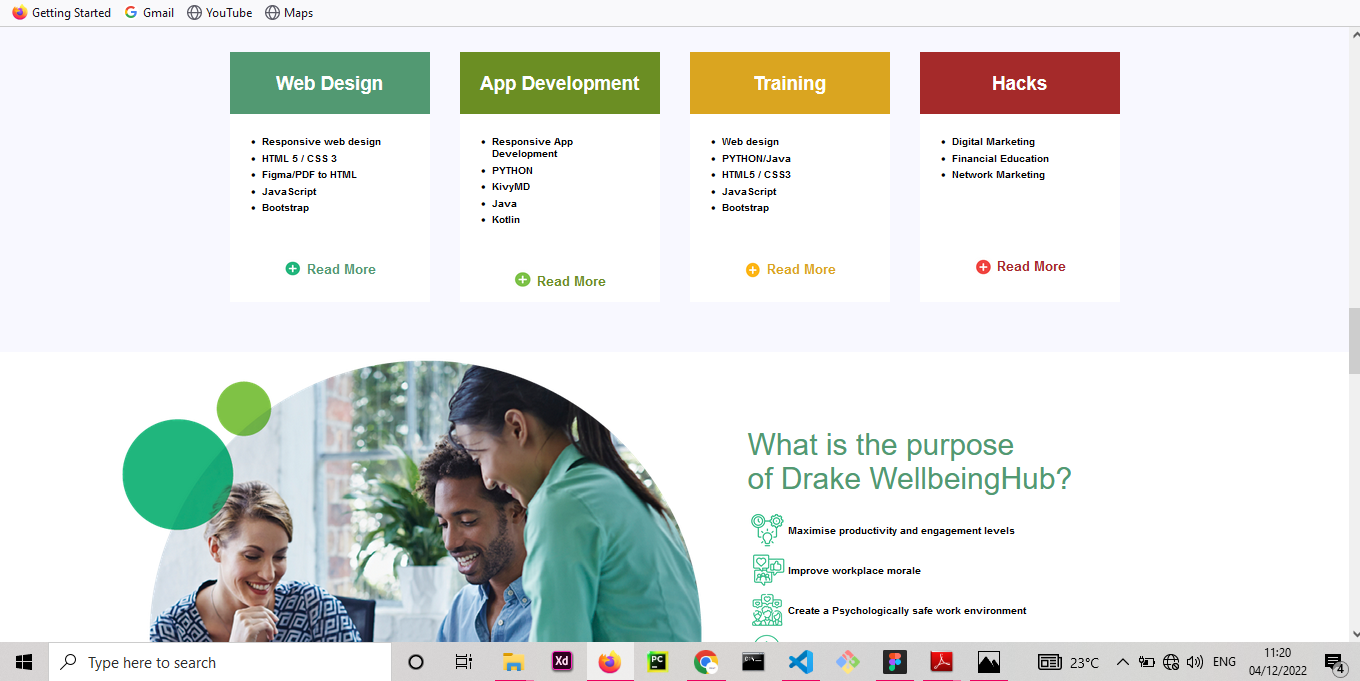 Getting Started Gmail YouTube Maps
Web Design
Responsive web design
HTML 5 / CSS 3
Figma/PDF to HTML
JavaScript
Bootstrap
Read More
App Development
Responsive App
Development
PYTHON
KivyMD
Java
Kotlin
Read More
Training
Web design
PYTHON/Java
HTML5 / CSS3
JavaScript
Bootstrap
Read More
Hacks
Digital Marketing
Financial Education
Network Marketing
Read More
What is the purpose
of Drake WellbeingHub?
Maximise productivity and engagement levels
Improve workplace morale
Create a Psychologically safe work environment
Type here to search
Xd
PC
23°C
ENG
11:20
04/12/2022
4